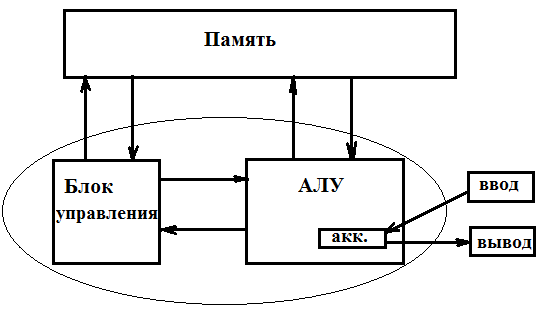 Память
Блок
управления
АЛУ
акк.
ввод
вывод